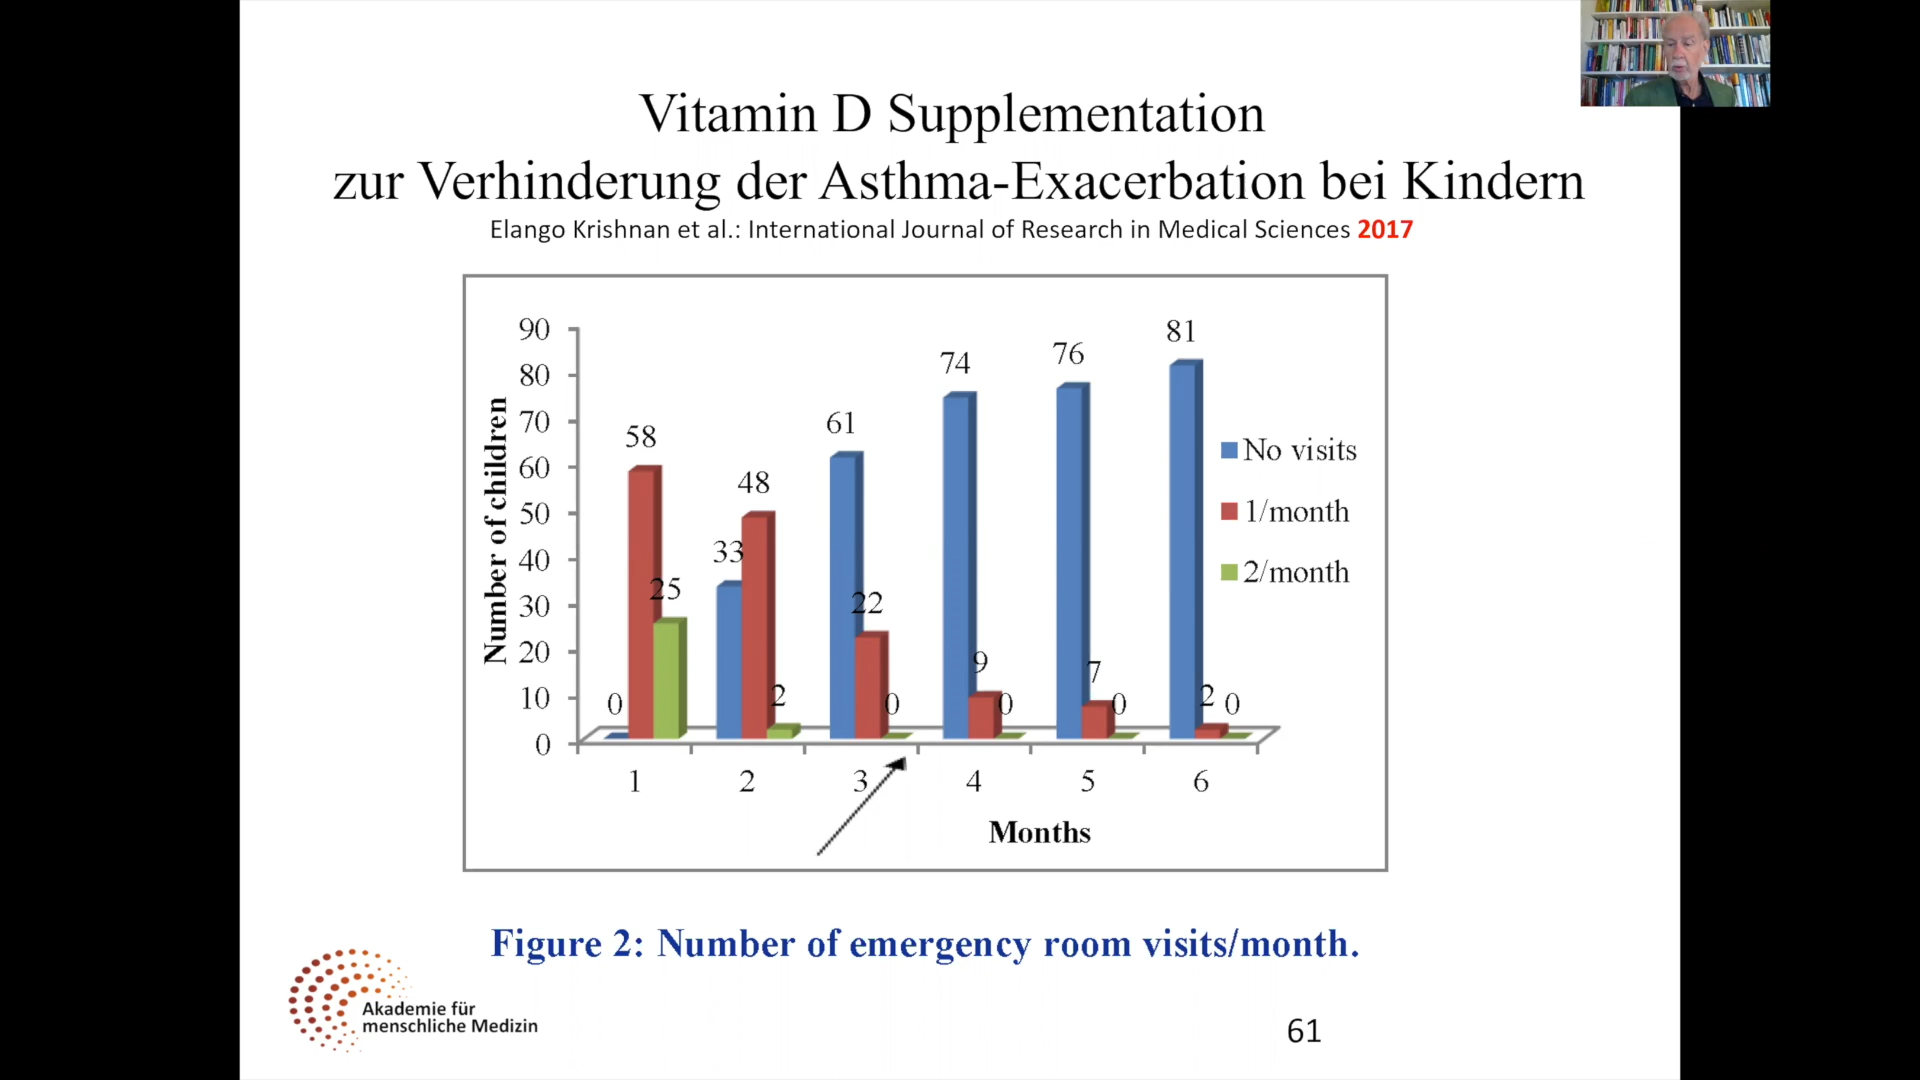 Vitamin D Supplementation
zur Verhinderung der Asthma-Exacerbation bei Kindern
Elango Krishnan et al.: International Journal of Research in Medical Sciences 2017
Number of children
90
80
70
60
50
40
30
20
10
0
0 58 25
33 48 2
61 22 0
74 9 0
76 7 0
81 2 0
1 2 3 4 5 6
Months
No visits
1/month
2/month
Figure 2: Number of emergency room visits/month.
Akademie für
menschliche Medizin
61